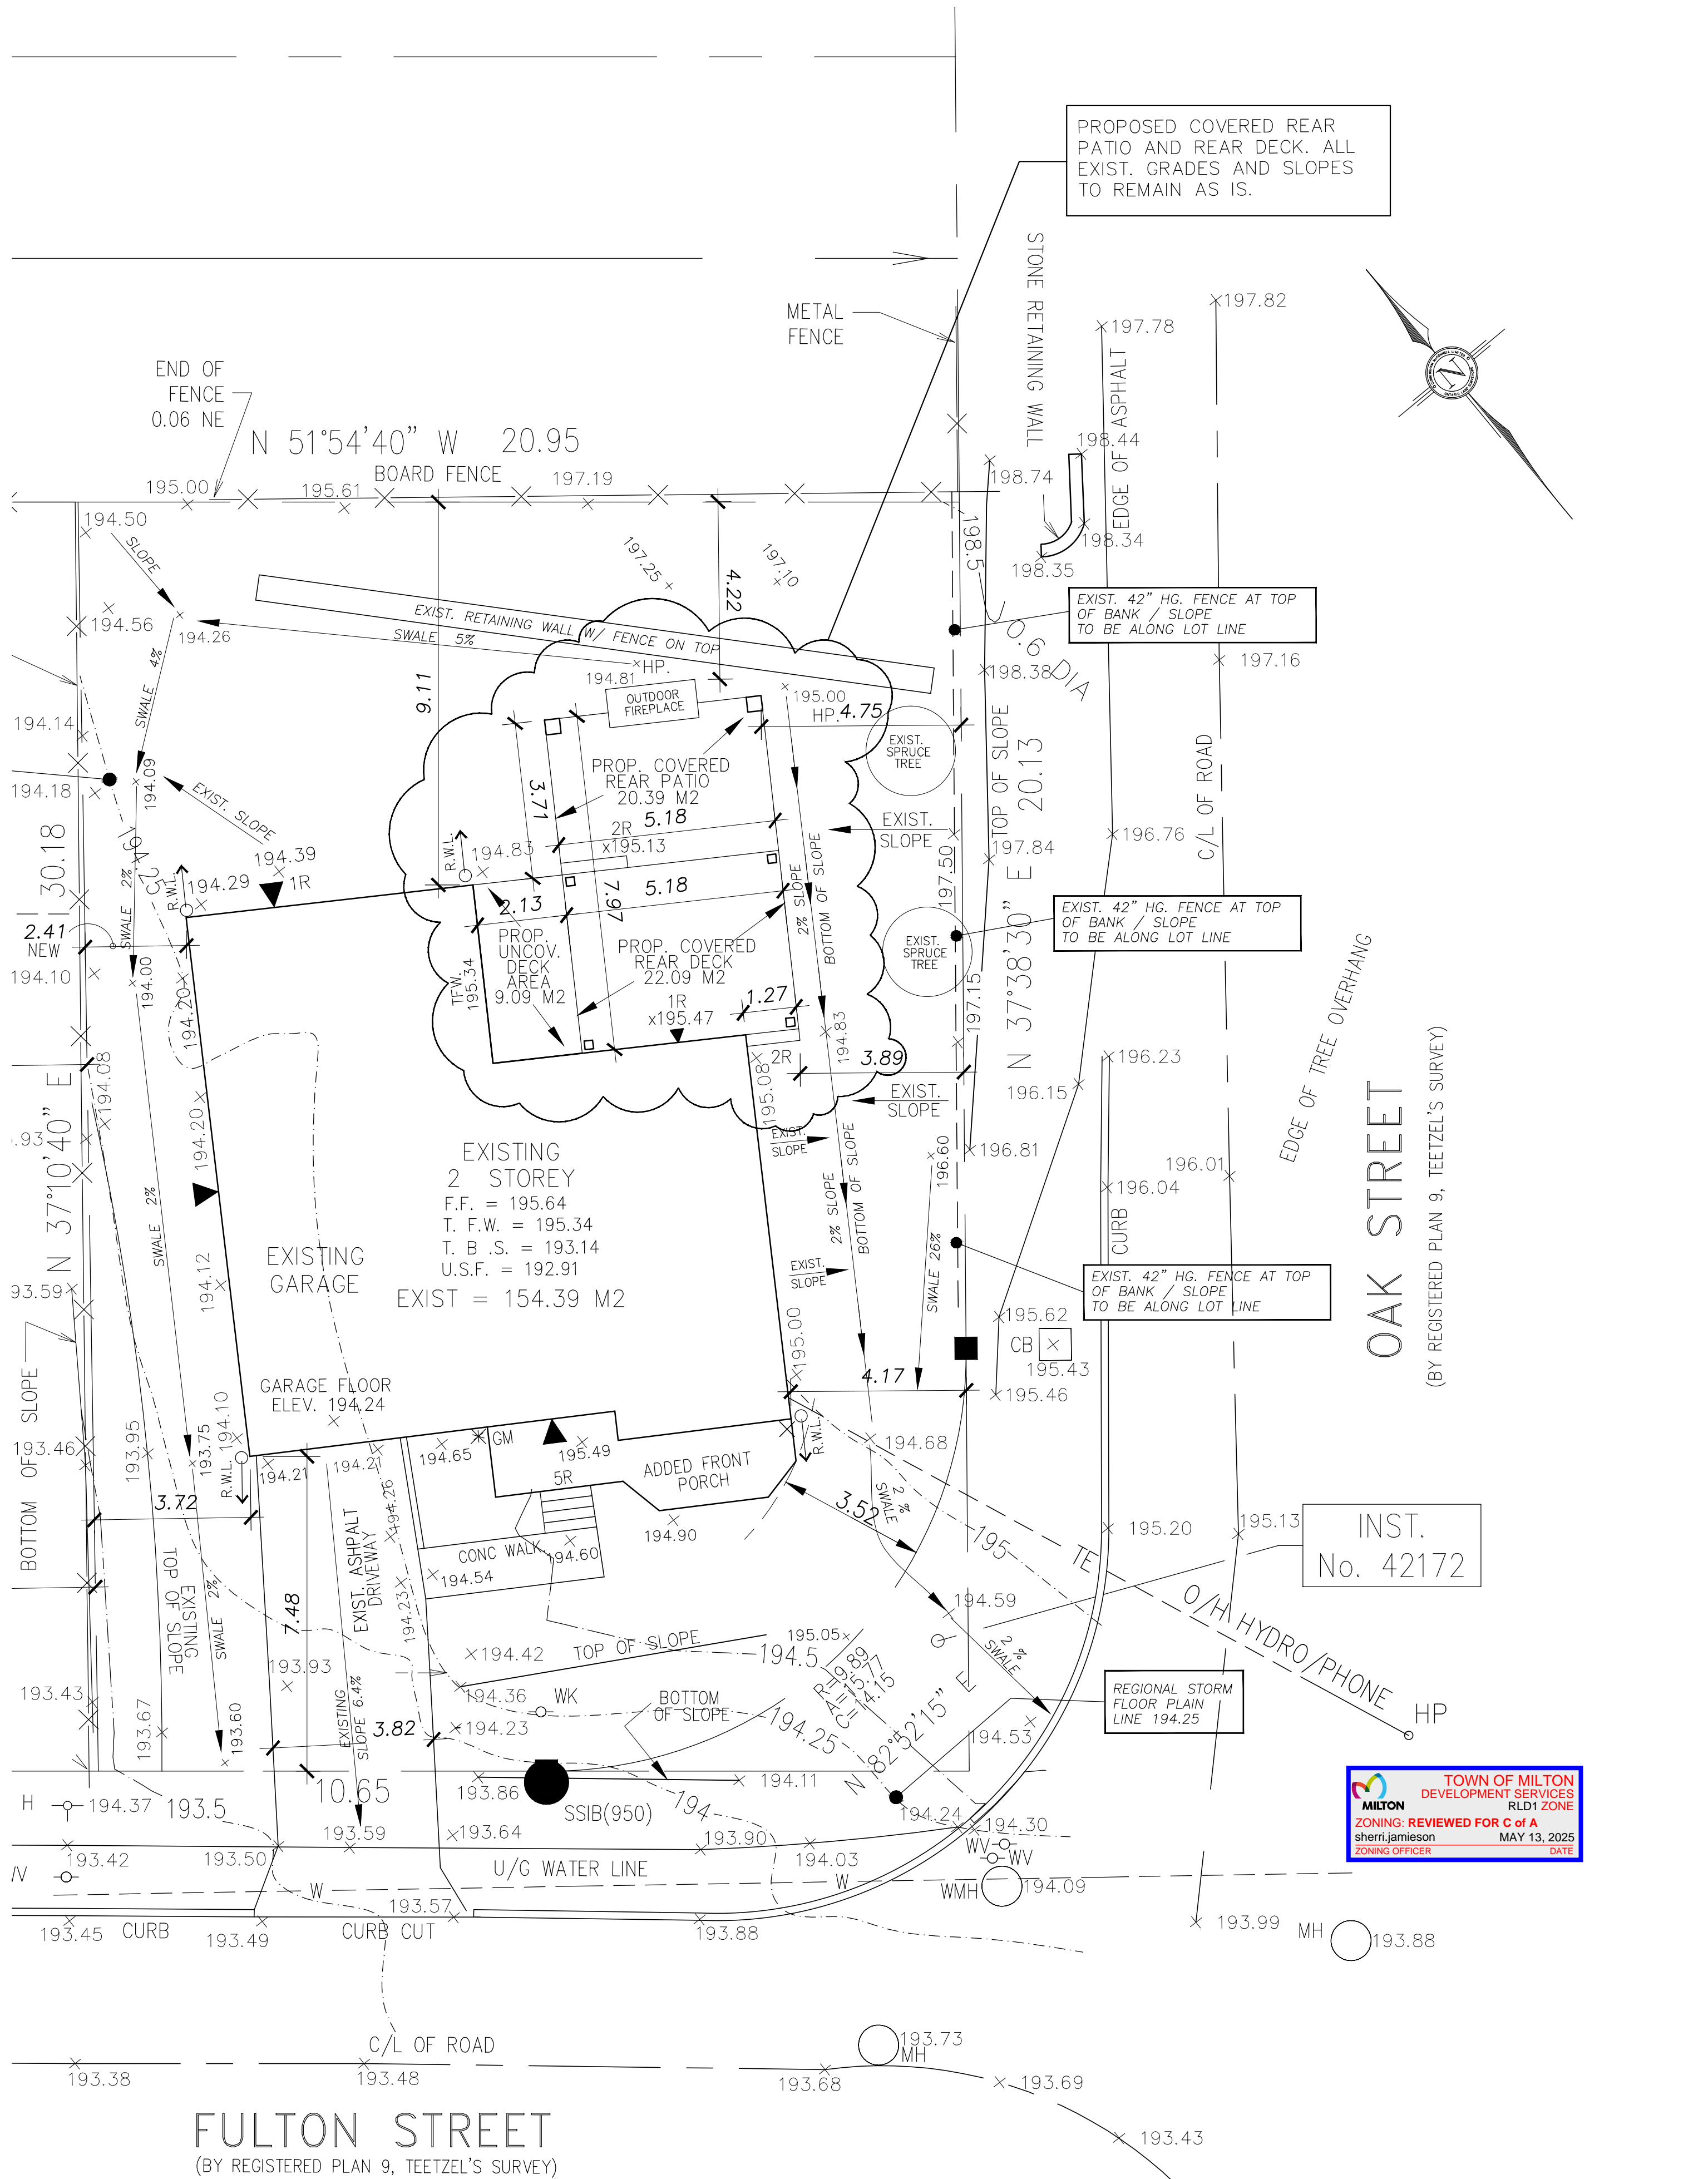 PROPOSED COVERED REAR
PATIO AND REAR DECK. ALL
EXIST. GRADES AND SLOPES
TO REMAIN AS IS.
STONE RETAINING WALL
METAL
FENCE
197.82
197.78
EDGE OF ASPHALT
N
END OF
FENCE
0.06 NE
N 51°54'40" W 20.95
BOARD FENCE
195.00
195.61
197.19
198.44
198.74
198.34
198.35
194.50
SLOPE
197.25
197.10
4.22
198.5
0.6 DIA
EXIST. 42" HG. FENCE AT TOP
OF BANK / SLOPE
TO BE ALONG LOT LINE
194.56
194.26
EXIST. RETAINING WALL W/ FENCE ON TOP
SWALE 5%
HP.
194.81
197.16
198.38
SWALE 4%
9.11
OUTDOOR
FIREPLACE
195.00
HP.
4.75
194.14
EXIST.
SPRUCE
TREE
TOP OF SLOPE
N 37°38'30" E 20.13
C/L OF ROAD
194.18
194.09
EXIST. SLOPE
3.71
PROP. COVERED
REAR PATIO
20.39 M2
5.18
2R
x195.13
EXIST.
SLOPE
196.76
197.84
197.50
30.18
194.25
194.39
1R
R.W.L.
194.83
2% SLOPE
BOTTOM OF SLOPE
SWALE 2%
R.W.L.
194.29
2.13
5.18
7.97
EXIST. 42" HG. FENCE AT TOP
OF BANK / SLOPE
TO BE ALONG LOT LINE
2.41
NEW
194.10
194.00
194.20
PROP.
UNCOV.
DECK
AREA
9.09 M2
TFW.
195.34
PROP. COVERED
REAR DECK
22.09 M2
1R
x195.47
1.27
EXIST.
SPRUCE
TREE
197.15
EDGE OF TREE OVERHANG
194.83
2R
195.08
3.89
196.23
196.15
N 37°10'40" E
194.08
.93
194.20
EXIST.
SLOPE
EXIST.
SLOPE
196.60
196.81
196.01
196.04
CURB
OAK STREET
(BY REGISTERED PLAN 9, TEETZEL'S SURVEY)
EXISTING
2 STOREY
F.F. = 195.64
T. F.W. = 195.34
T. B .S. = 193.14
U.S.F. = 192.91
EXIST = 154.39 M2
EXISTING
GARAGE
SWALE 2%
194.12
2% SLOPE
BOTTOM OF SLOPE
EXIST.
SLOPE
SWALE 26%
EXIST. 42" HG. FENCE AT TOP
OF BANK / SLOPE
TO BE ALONG LOT LINE
93.59
195.62
CB
195.43
195.46
195.00
4.17
BOTTOM OF SLOPE
GARAGE FLOOR
ELEV. 194.24
193.46
193.95
193.75
194.10
R.W.L.
194.21
194.21
194.65
GM
195.49
5R
ADDED FRONT
PORCH
R.W.L.
194.68
3.72
194.26
3.52
2 %
SWALE
195
TE
195.20
195.13
INST.
No. 42172
194.90
CONC WALK
194.60
194.54
EXIST. ASHPALT
DRIVEWAY
194.23
TOP OF SLOPE
EXISTING
SWALE 2%
7.48
194.59
O/H HYDRO/PHONE
HP
193.93
194.42
TOP OF SLOPE
195.05
194.5
2 %
SWALE
R=19.89
A=15.77
C=14.15
N 82°52'15" E
REGIONAL STORM
FLOOR PLAIN
LINE 194.25
193.43
193.67
193.60
EXISTING
SLOPE 6.4%
194.36
WK
BOTTOM
OF SLOPE
194.23
3.82
194.25
194.53
10.65
193.86
SSIB(950)
194.11
194
H
194.37
193.5
194.24
194.30
193.42
193.50
193.59
193.64
193.90
194.03
WV
WV
U/G WATER LINE
W
W
WMH
194.09
193.45
CURB
193.49
CURB CUT
193.57
193.88
193.99
MH
193.88
MILTON
TOWN OF MILTON
DEVELOPMENT SERVICES
RLD1 ZONE
ZONING: REVIEWED FOR C of A
sherri.jamieson MAY 13, 2025
ZONING OFFICER DATE
C/L OF ROAD
193.73
MH
193.38
193.48
193.68
193.69
193.43
FULTON STREET
(BY REGISTERED PLAN 9, TEETZEL'S SURVEY)